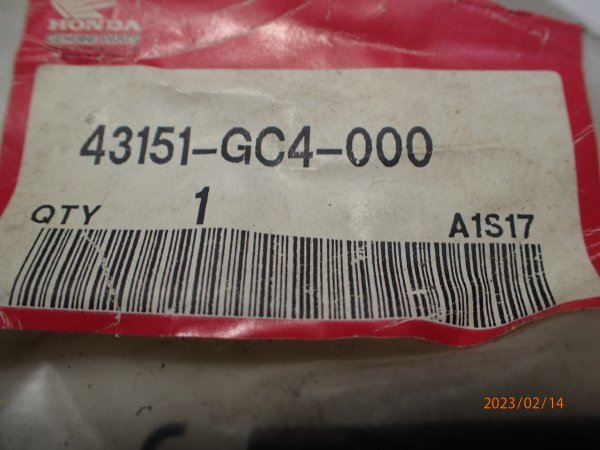 HONDA
GENUINE PARTS
43151-GC4-000
QTY 1 A1S17
2023/02/14